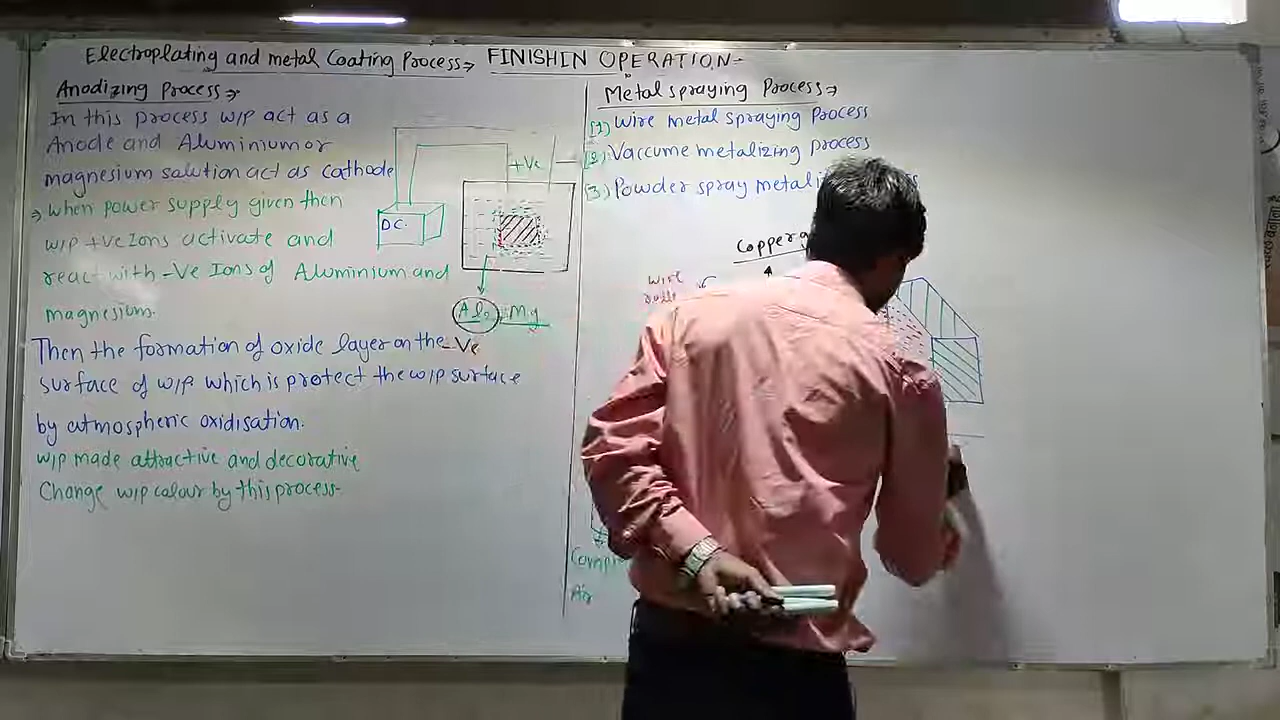 Electroplating and metal Coating Process → FINISHIN OPERATION-
Anodizing Process →
In this process w/p act as a
Anode and Aluminium or
magnesium salution act as cathode
→ when power supply given then
w/p +ve Ions activate and
react with -Ve Ions of Aluminium and
magnesium.
Then the formation of oxide layer on the
surface of w/p which is protect the w/p surface
by atmospheric oxidisation.
w/p made attractive and decorative
Change w/p colour by this process-
+Ve
D.C.
Al2, Mg
-Ve
Metal spraying Process →
(1) Wire metal spraying Process
(2) Vaccume metalizing process
(3) Powder spray
Copper
wire
Air